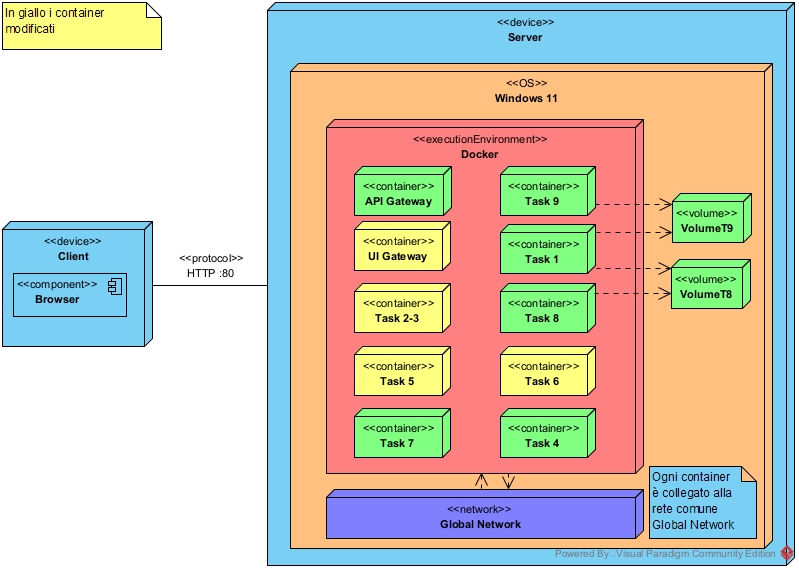 In giallo i container
modificati
<<device>>
Server
<<OS>>
Windows 11
<<executionEnvironment>>
Docker
<<container>>
API Gateway
<<container>>
Task 9
<<volume>>
VolumeT9
<<container>>
UI Gateway
<<container>>
Task 1
<<device>>
Client
<<component>>
Browser
<<protocol>>
HTTP :80
<<volume>>
VolumeT8
<<container>>
Task 2-3
<<container>>
Task 8
<<container>>
Task 5
<<container>>
Task 6
<<container>>
Task 7
<<container>>
Task 4
Ogni container
è collegato alla
rete comune
Global Network
<<network>>
Global Network
Powered By: Visual Paradigm Community Edition